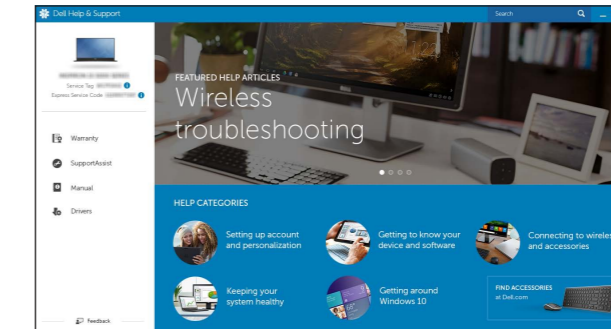 Dell Help & Support
Search
Service Tag
Express Service Code
Warranty
SupportAssist
Manual
Drivers
Feedback
FEATURED HELP ARTICLES
Wireless
troubleshooting
HELP CATEGORIES
Setting up account
and personalization
Getting to know your
device and software
Connecting to wireles
and accessories
Keeping your
system healthy
Getting around
Windows 10
FIND ACCESSORIES
at Dell.com